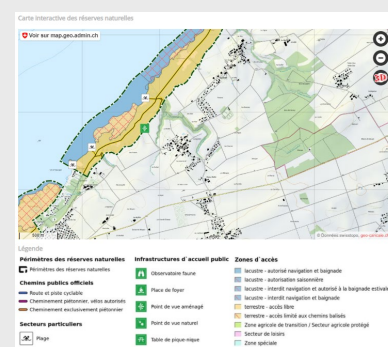 Carte interactive des réserves naturelles
Voir sur map.geo.admin.ch
3D
© Données swisstopo,
Légende
Périmètres des réserves naturelles
Périmètres des réserves naturelles
Chemins publics officiels
Route et piste cyclable
Cheminement piétonnier, vélos autorisés
Cheminement exclusivement piétonnier
Secteurs particuliers
Plage
Infrastructures d'accueil public
Observatoire faune
Place de foyer
Point de vue aménagé
Point de vue naturel
Table de pique-nique
Zones d'accès
lacustre - autorisé navigation et baignade
lacustre - autorisation saisonnière
lacustre - interdit navigation et autorisé à la baignade estivale
lacustre - interdit navigation et baignade
terrestre - accès libre
terrestre - accès limité aux chemins balisés
Zone agricole de transition / Secteur agricole protégé
Secteur de loisirs
Zone spéciale